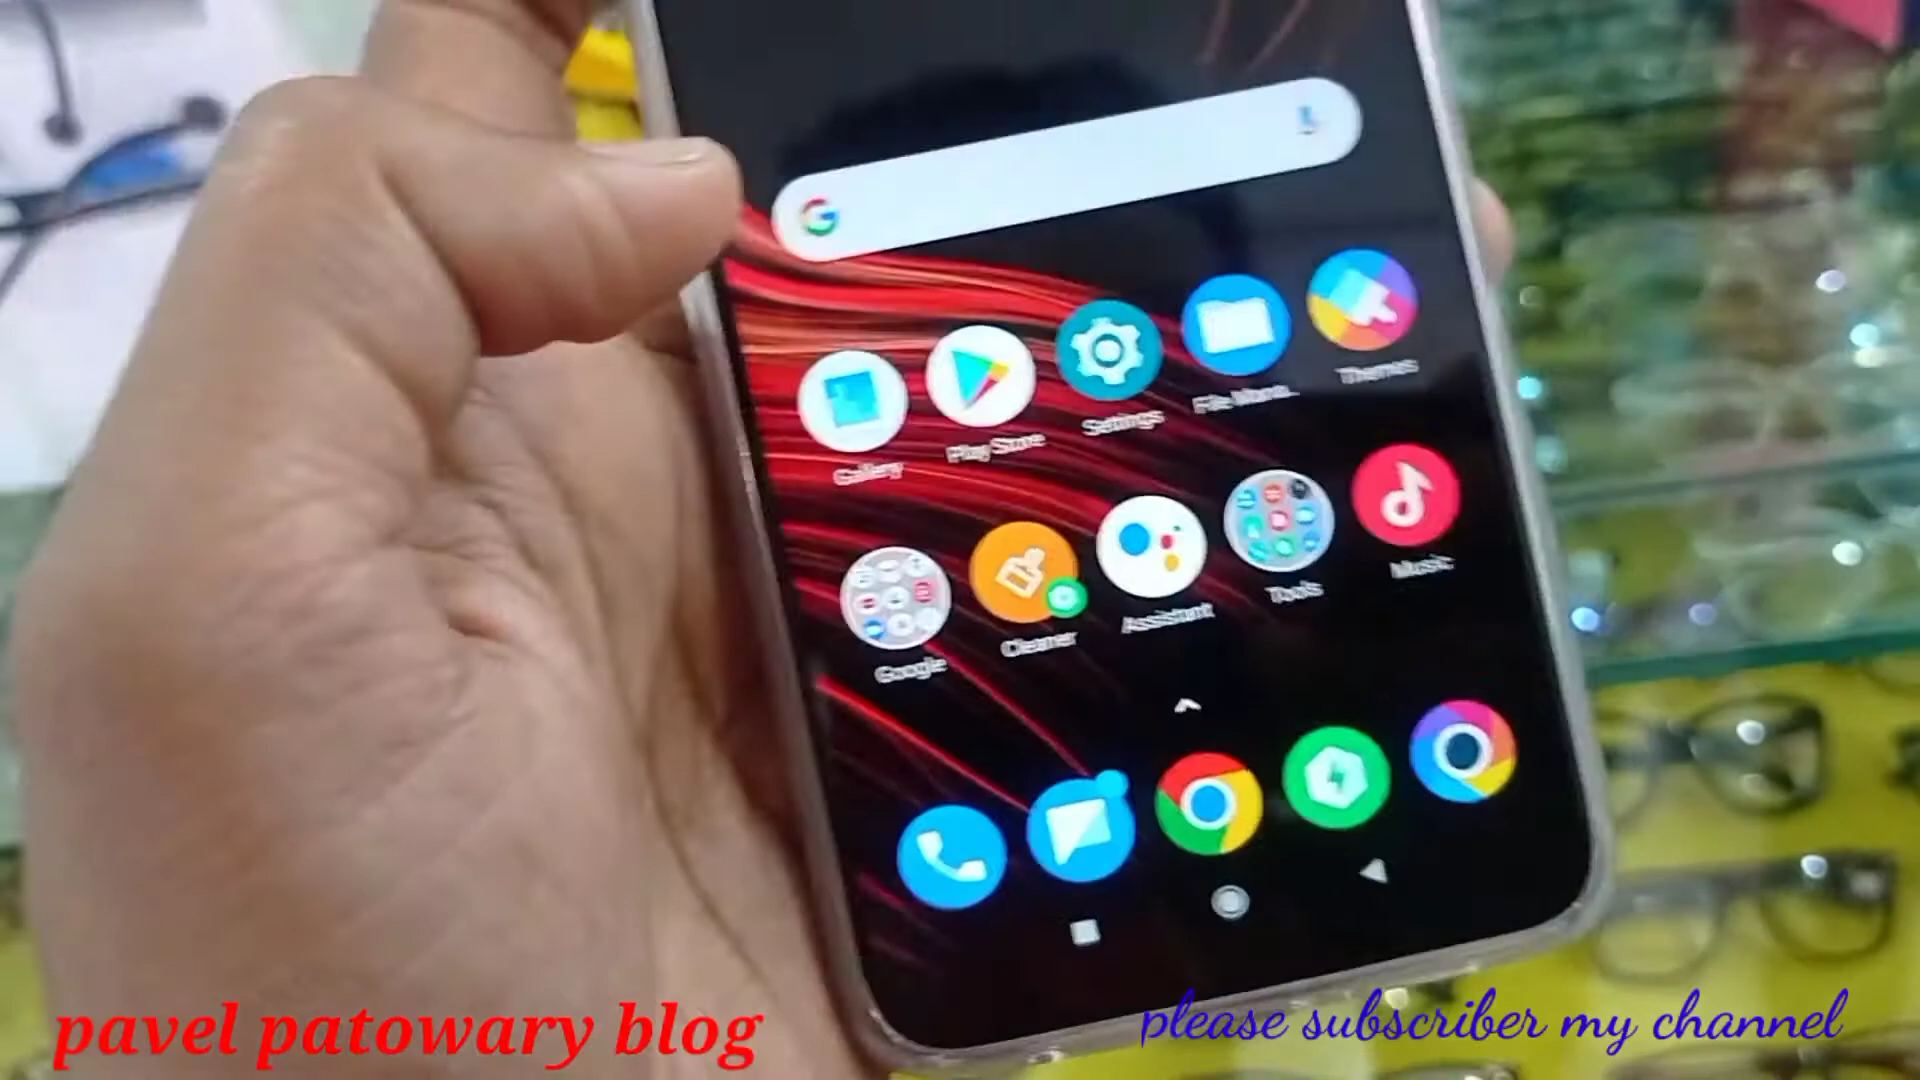 Gallery
Play Store
Settings
File Mana...
Themes
Google
Cleaner
Assistant
Tools
Music
pavel patowary blog
please subscriber my channel